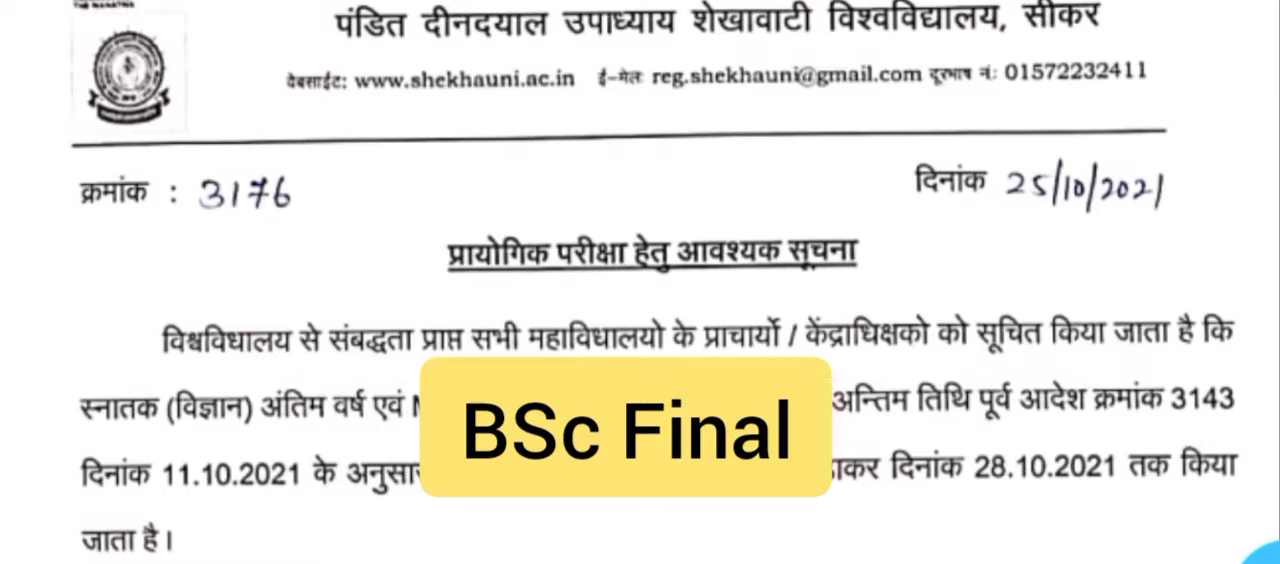 पंडित दीनदयाल उपाध्याय शेखावाटी विश्वविद्यालय, सीकर
वेबसाईट: www.shekhauni.ac.in ई-मेल: reg.shekhauni@gmail.com दूरभाष नं: 01572232411
क्रमांक : 3176 दिनांक 25/10/2021
प्रायोगिक परीक्षा हेतु आवश्यक सूचना
विश्वविधालय से संबद्धता प्राप्त सभी महाविधालयो के प्राचार्यो / केंद्राधिक्षको को सूचित किया जाता है कि
स्नातक (विज्ञान) अंतिम वर्ष एवं अन्तिम तिथि पूर्व आदेश क्रमांक 3143
BSc Final
दिनांक 11.10.2021 के अनुसार दिनांक 28.10.2021 तक किया
जाता है।